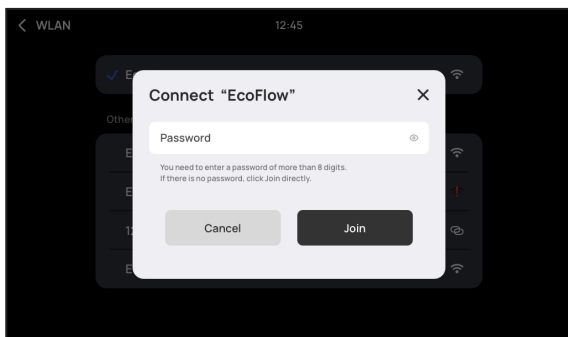 WLAN
12:45
Connect “EcoFlow”
Other
Password
You need to enter a password of more than 8 digits.
If there is no password, click Join directly.
Cancel
Join